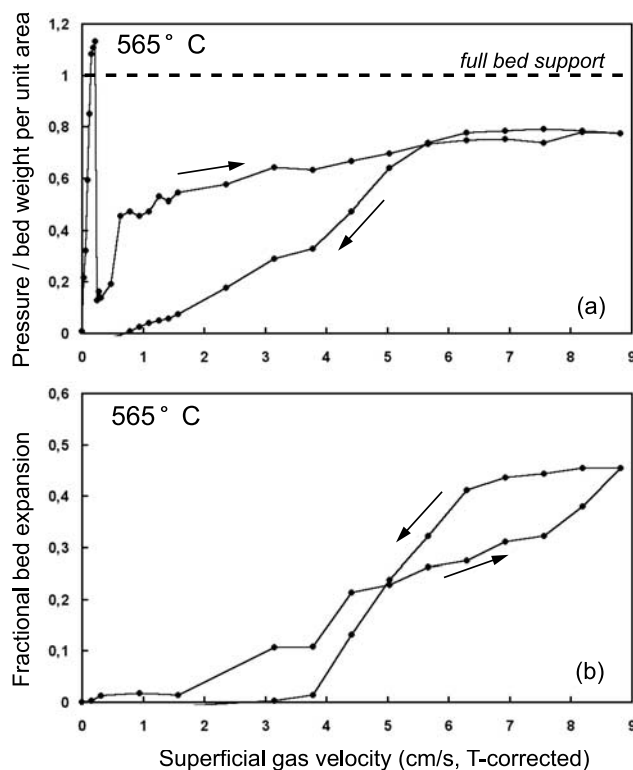 Pressure / bed weight per unit area
1,2
1
0,8
0,6
0,4
0,2
0
565° C
full bed support
(a)
0 1 2 3 4 5 6 7 8 9
Fractional bed expansion
0,6
0,5
0,4
0,3
0,2
0,1
0
565° C
(b)
0 1 2 3 4 5 6 7 8 9
Superficial gas velocity (cm/s, T-corrected)